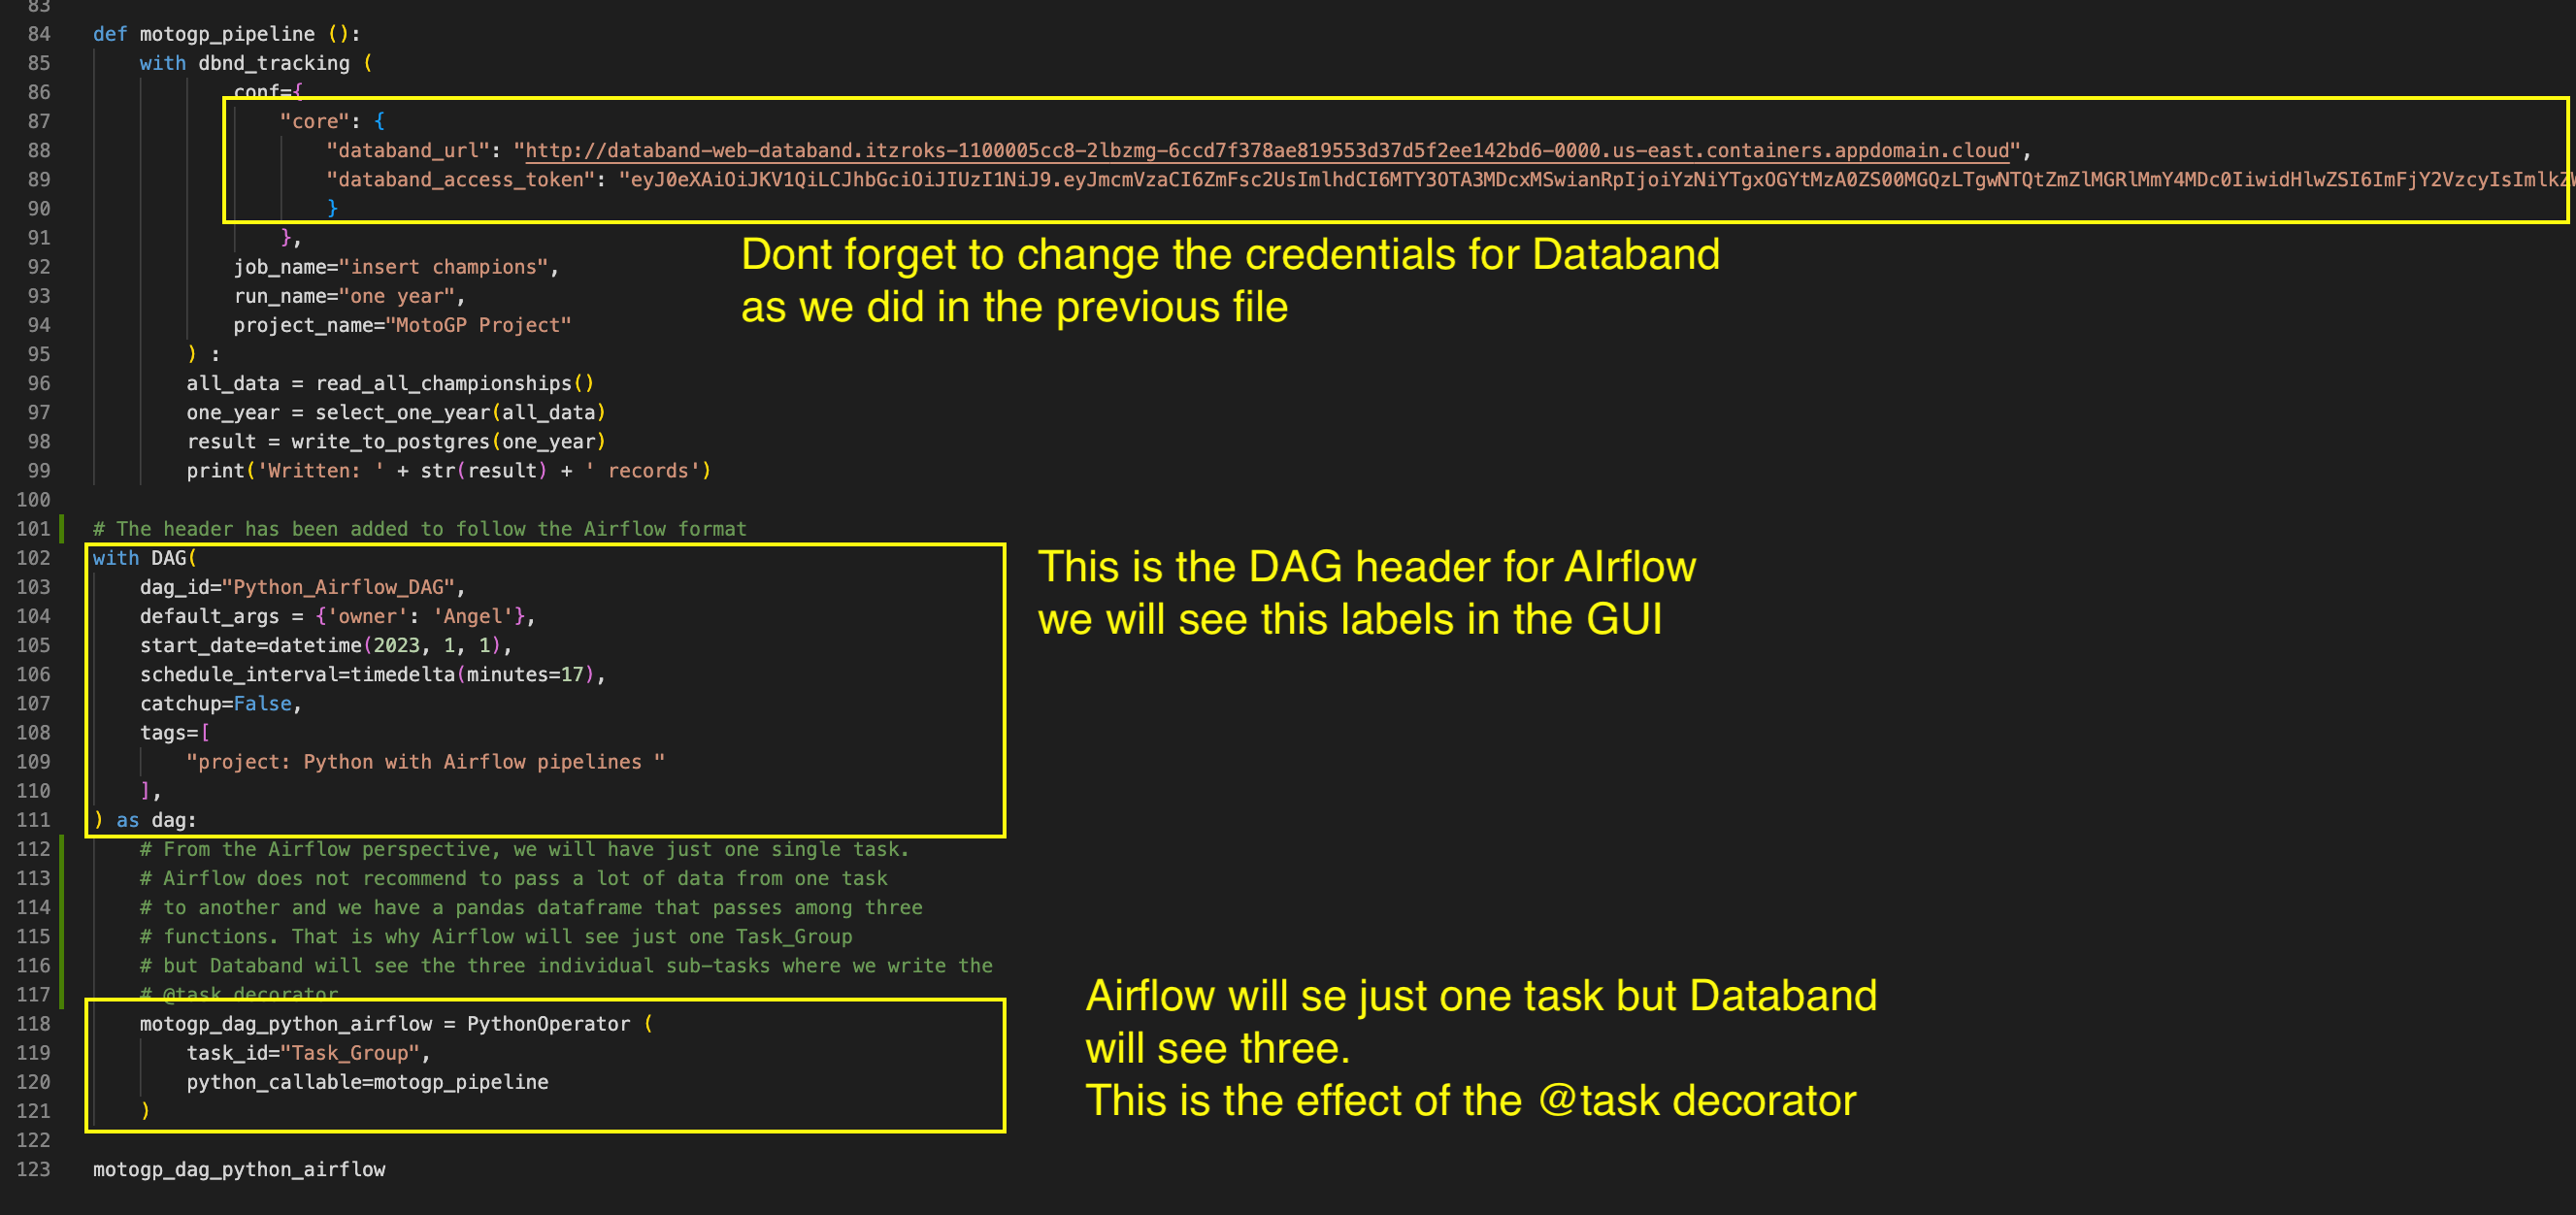 83
84 def motogp_pipeline ():
85 with dbnd_tracking (
86 conf={
87 "core": {
88 "databand_url": "http://databand-web-databand.itzroks-1100005cc8-2lbzmg-6ccd7f378ae819553d37d5f2ee142bd6-0000.us-east.containers.appdomain.cloud",
89 "databand_access_token": "eyJ0eXAiOiJKV1QiLCJhbGciOiJIUzI1NiJ9.eyJmcmVzaCI6ZmFsc2UsImlhdCI6MTY3OTA3MDcxMSwianRpIjoiYzNiYTgxOGYtMzA0ZS00MGQzLTgwNTQtZmZlMGRlMmY4MDc0IiwidHlwZSI6ImFjY2VzcyIsImlkZW
90 }
91 },
Dont forget to change the credentials for Databand
as we did in the previous file
92 job_name="insert champions",
93 run_name="one year",
94 project_name="MotoGP Project"
95 ) :
96 all_data = read_all_championships()
97 one_year = select_one_year(all_data)
98 result = write_to_postgres(one_year)
99 print('Written: ' + str(result) + ' records')
100
101 # The header has been added to follow the Airflow format
102 with DAG(
103 dag_id="Python_Airflow_DAG",
104 default_args = {'owner': 'Angel'},
105 start_date=datetime(2023, 1, 1),
106 schedule_interval=timedelta(minutes=17),
107 catchup=False,
108 tags=[
109 "project: Python with Airflow pipelines "
110 ],
111 ) as dag:
This is the DAG header for AIrflow
we will see this labels in the GUI
112 # From the Airflow perspective, we will have just one single task.
113 # Airflow does not recommend to pass a lot of data from one task
114 # to another and we have a pandas dataframe that passes among three
115 # functions. That is why Airflow will see just one Task_Group
116 # but Databand will see the three individual sub-tasks where we write the
117 # @task decorator
118 motogp_dag_python_airflow = PythonOperator (
119 task_id="Task_Group",
120 python_callable=motogp_pipeline
121 )
Airflow will se just one task but Databand
will see three.
This is the effect of the @task decorator
122
123 motogp_dag_python_airflow